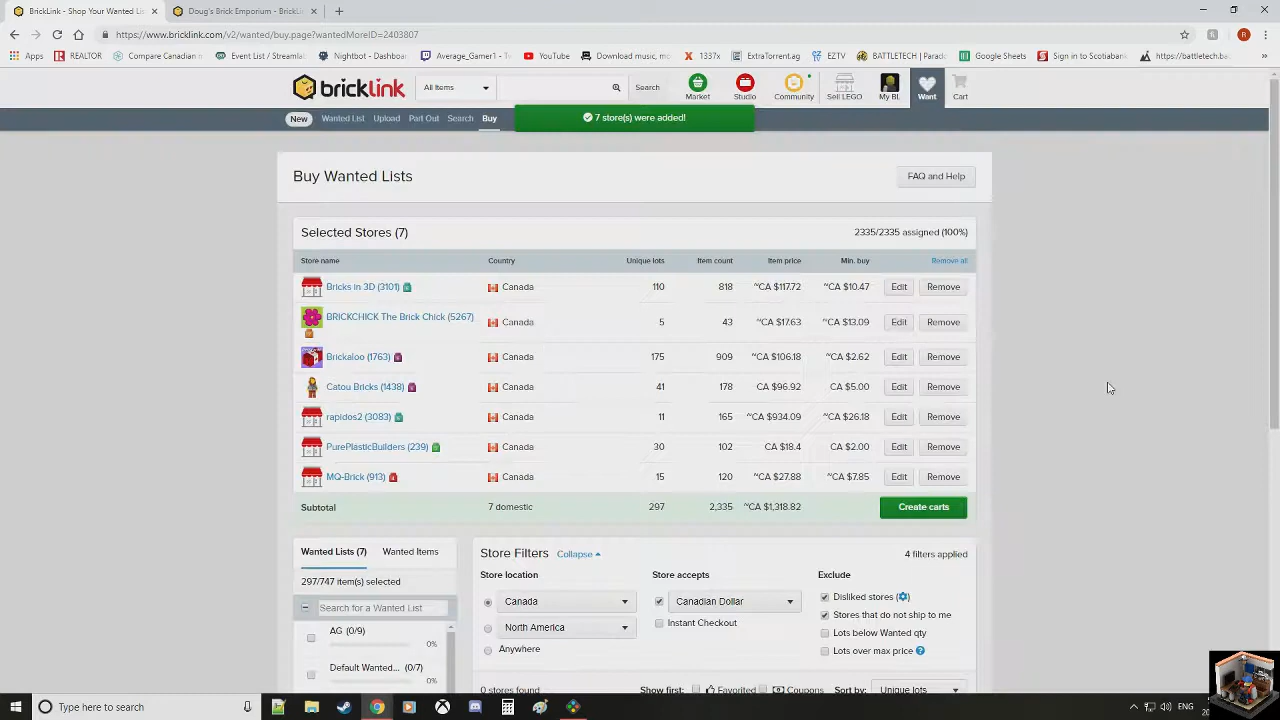 BrickLink - Shop Your Wanted Lis
Doug's Brick Emporium - BrickLi
https://www.bricklink.com/v2/wanted/buy.page?wantedMoreID=2403807
R
Apps
REALTOR
Compare Canadian
Event List / Streamlab
Nightbot - Dashboard
Average_Gamer1 - Tw
YouTube
Download music, mo
1337x
ExtraTorrent.ag
EZTV
BATTLETECH | Parado
Google Sheets
Sign in to Scotiabank
https://battletech.ba
bricklink
All Items
Search
Market
Studio
Community
Sell LEGO
My BL
Want
Cart
New
Wanted List
Upload
Part Out
Search
Buy
7 store(s) were added!
Buy Wanted Lists
FAQ and Help
Selected Stores (7)
2335/2335 assigned (100%)
Store name Country Unique lots Item count Item price Min. buy Remove all
Bricks in 3D (3101) Canada 110 813 ~CA $117.72 ~CA $10.47 Edit Remove
BRICKCHICK The Brick Chick (5267) Canada 5 43 ~CA $17.63 ~CA $13.09 Edit Remove
Brickaloo (1763) Canada 175 909 ~CA $106.18 ~CA $2.62 Edit Remove
Catou Bricks (1438) Canada 41 178 CA $96.92 CA $5.00 Edit Remove
rapidos2 (3083) Canada 11 165 ~CA $934.09 ~CA $26.18 Edit Remove
PurePlasticBuilders (239) Canada 30 102 CA $18.4 CA $2.00 Edit Remove
MQ-Brick (913) Canada 15 120 ~CA $27.88 ~CA $7.85 Edit Remove
Subtotal 7 domestic 297 2,335 ~CA $1,318.82 Create carts
Wanted Lists (7)
Wanted Items
297/747 item(s) selected
Search for a Wanted List
AG (0/9)
0%
Default Wanted... (0/7)
0%
Store Filters
Collapse
4 filters applied
Store location
Canada
North America
Anywhere
Store accepts
Canadian Dollar
Instant Checkout
Exclude
Disliked stores
Stores that do not ship to me
Lots below Wanted qty
Lots over max price
0 stores found
Show first:
Favorited
Coupons
Sort by:
Unique lots
Type here to search
ENG